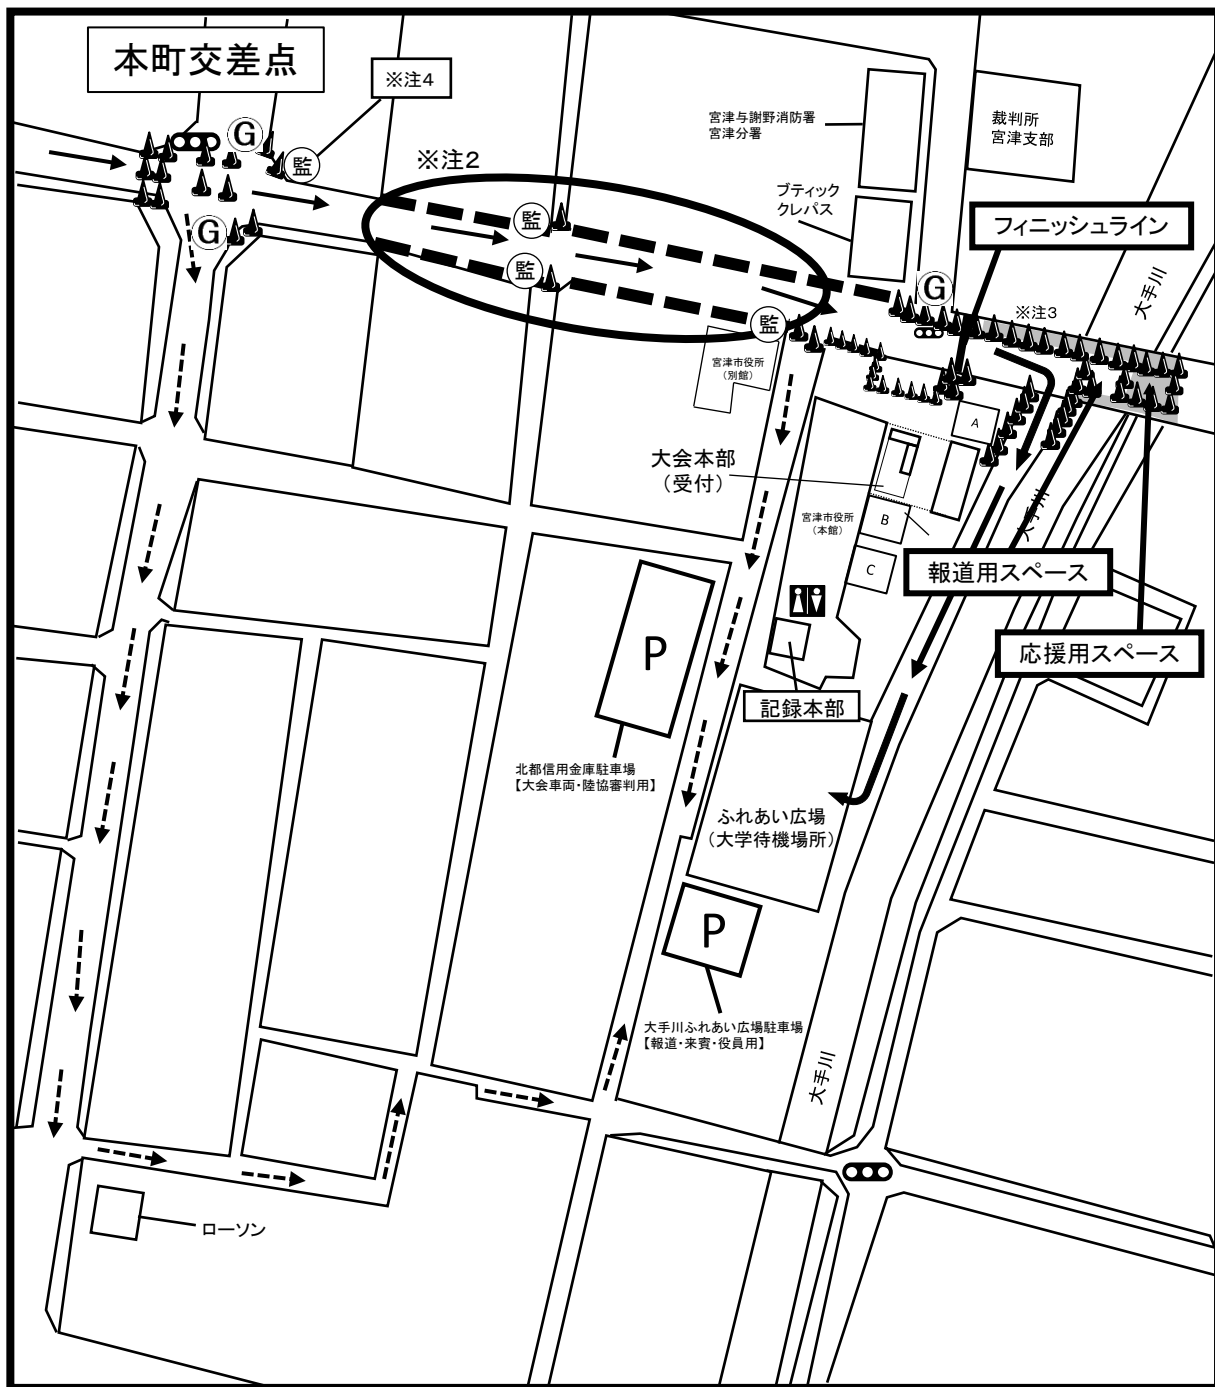 本町交差点
※注4
G
監
※注2
宮津与謝野消防署
宮津分署
裁判所
宮津支部
ブティック
クレパス
フィニッシュライン
大手川
G
監
監
G
※注3
監
宮津市役所
(別館)
A
大会本部
(受付)
宮津市役所
(本館)
B
C
大手川
報道用スペース
応援用スペース
P
記録本部
北都信用金庫駐車場
【大会車両・陸協審判用】
ふれあい広場
(大学待機場所)
P
大手川ふれあい広場駐車場
【報道・来賓・役員用】
大手川
ローソン